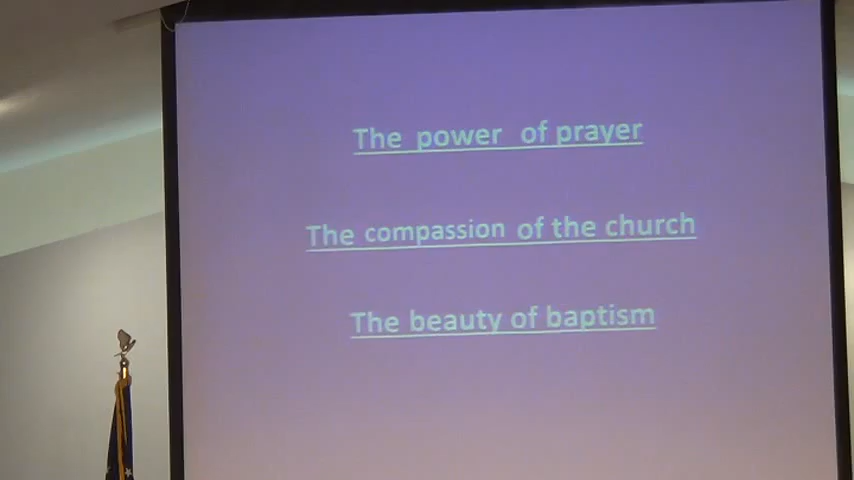 The power of prayer
The compassion of the church
The beauty of baptism